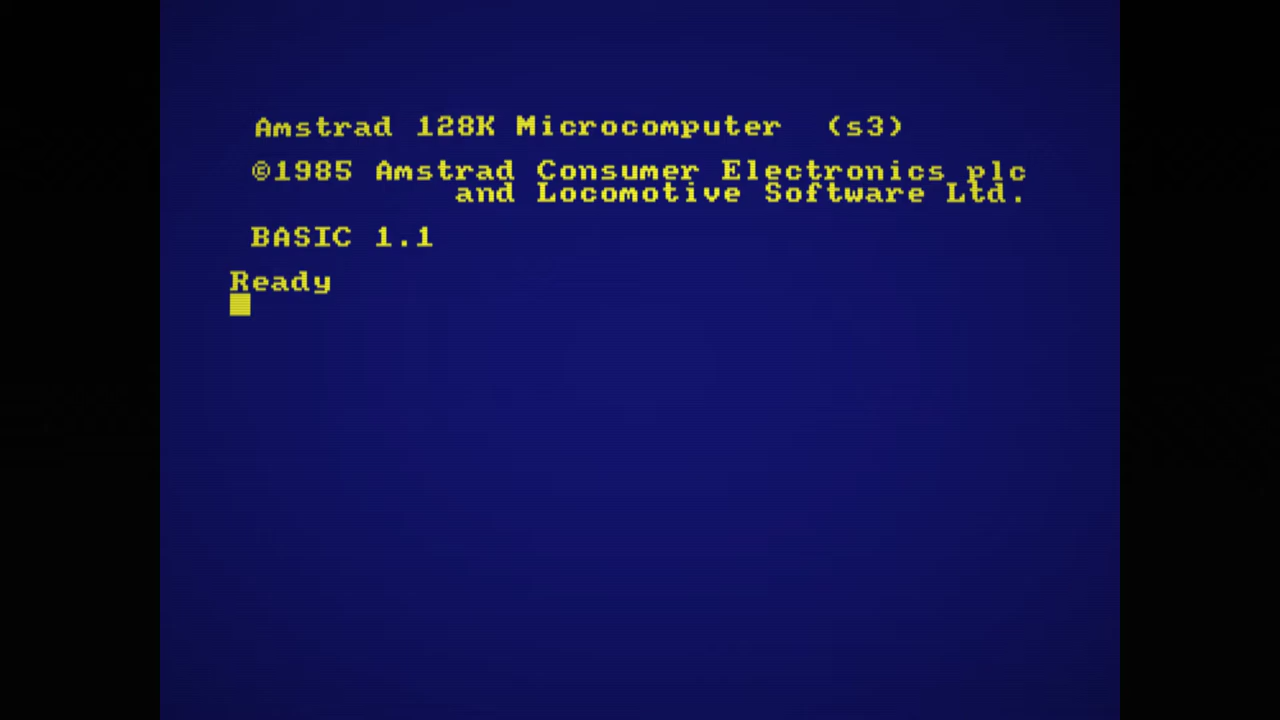 Amstrad 128K Microcomputer (s3)
©1985 Amstrad Consumer Electronics plc
and Locomotive Software Ltd.
BASIC 1.1
Ready